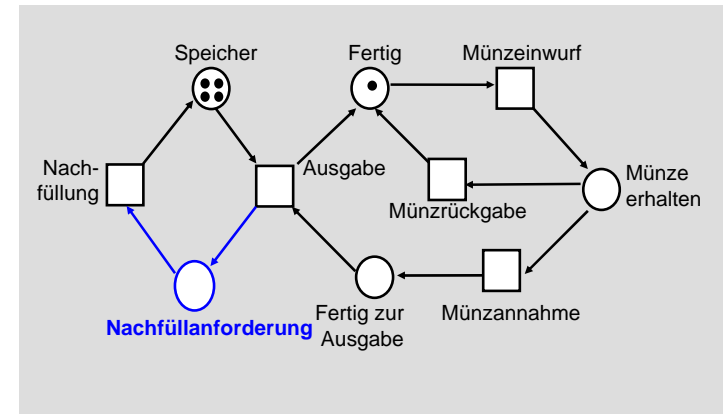 Speicher
Fertig
Münzeinwurf
Nach-
füllung
Ausgabe
Münzrückgabe
Münze
erhalten
Nachfüllanforderung
Fertig zur
Ausgabe
Münzannahme